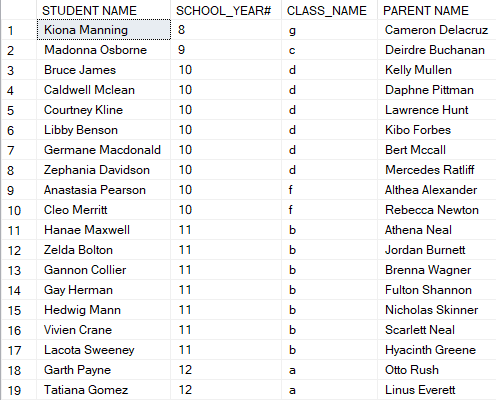 STUDENT NAME SCHOOL_YEAR# CLASS_NAME PARENT NAME
1 Kiona Manning 8 g Cameron Delacruz
2 Madonna Osborne 9 c Deirdre Buchanan
3 Bruce James 10 d Kelly Mullen
4 Caldwell Mclean 10 d Daphne Pittman
5 Courtney Kline 10 d Lawrence Hunt
6 Libby Benson 10 d Kibo Forbes
7 Germane Macdonald 10 d Bert Mccall
8 Zephania Davidson 10 d Mercedes Ratliff
9 Anastasia Pearson 10 f Althea Alexander
10 Cleo Merritt 10 f Rebecca Newton
11 Hanae Maxwell 11 b Athena Neal
12 Zelda Bolton 11 b Jordan Burnett
13 Gannon Collier 11 b Brenna Wagner
14 Gay Herman 11 b Fulton Shannon
15 Hedwig Mann 11 b Nicholas Skinner
16 Vivien Crane 11 b Scarlett Neal
17 Lacota Sweeney 11 b Hyacinth Greene
18 Garth Payne 12 a Otto Rush
19 Tatiana Gomez 12 a Linus Everett